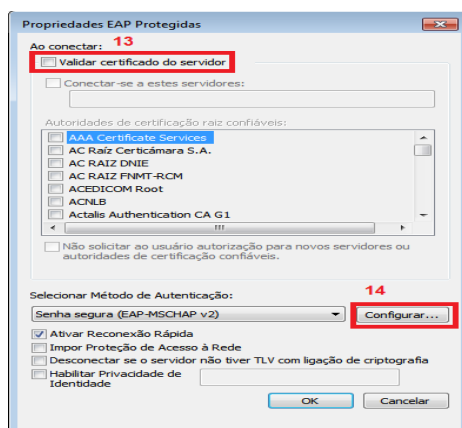 Propriedades EAP Protegidas
Ao conectar:
13
Validar certificado do servidor
Conectar-se a estes servidores:
Autoridades de certificação raiz confiáveis:
AAA Certificate Services
AC Raíz Certicámara S.A.
AC RAIZ DNIE
AC RAIZ FNMT-RCM
ACEDICOM Root
ACNLB
Actalis Authentication CA G1
Não solicitar ao usuário autorização para novos servidores ou
autoridades de certificação confiáveis.
14
Selecionar Método de Autenticação:
Senha segura (EAP-MSCHAP v2)
Configurar...
Ativar Reconexão Rápida
Impor Proteção de Acesso à Rede
Desconectar se o servidor não tiver TLV com ligação de criptografia
Habilitar Privacidade de
Identidade
OK
Cancelar